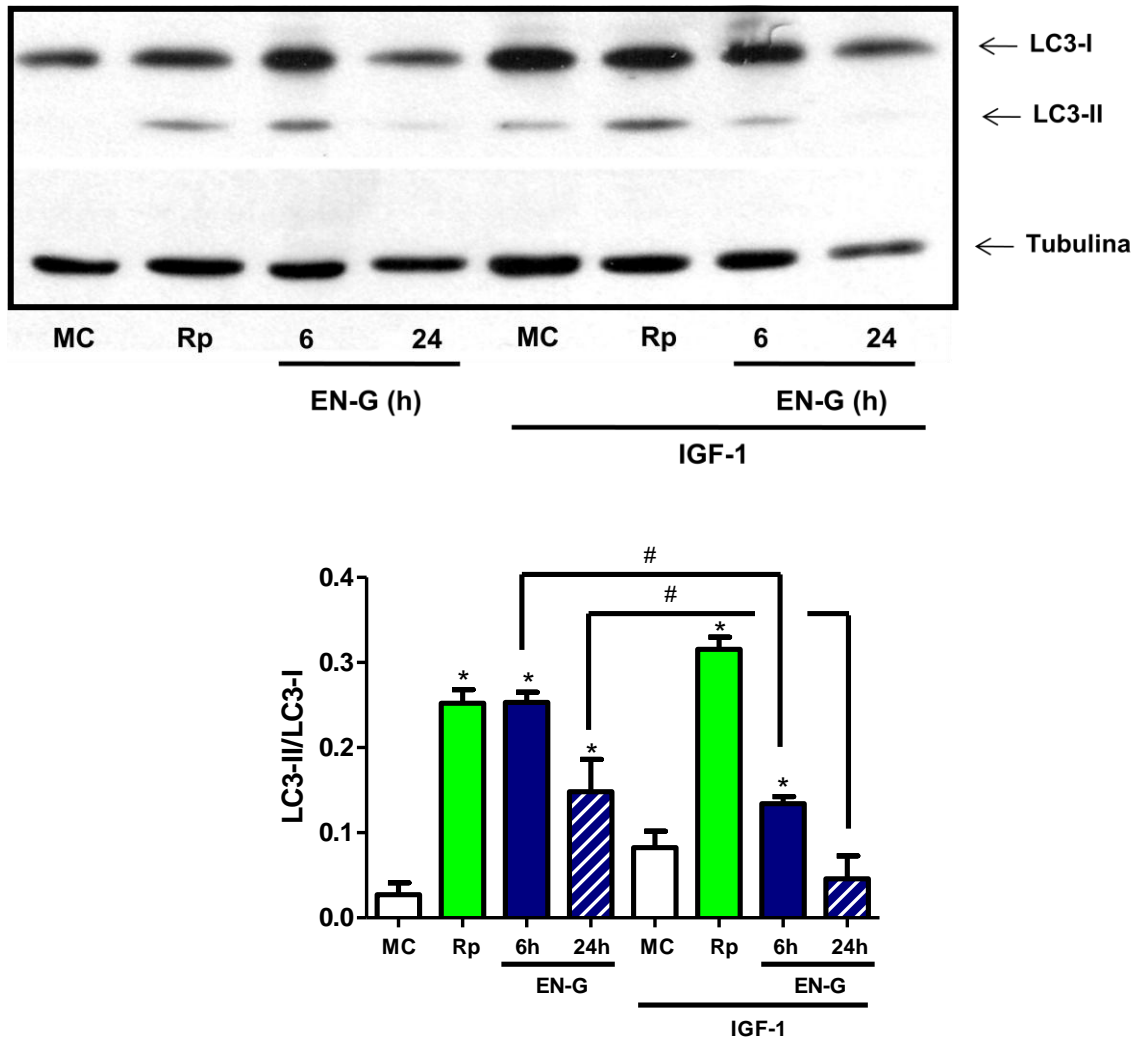 LC3-I
LC3-II
Tubulina
MC Rp 6 24 MC Rp 6 24
EN-G (h) EN-G (h)
IGF-1
#
#
0.4
0.3
0.2
0.1
0.0
LC3-II/LC3-I
* * * * *
MC Rp 6h 24h MC Rp 6h 24h
EN-G EN-G
IGF-1